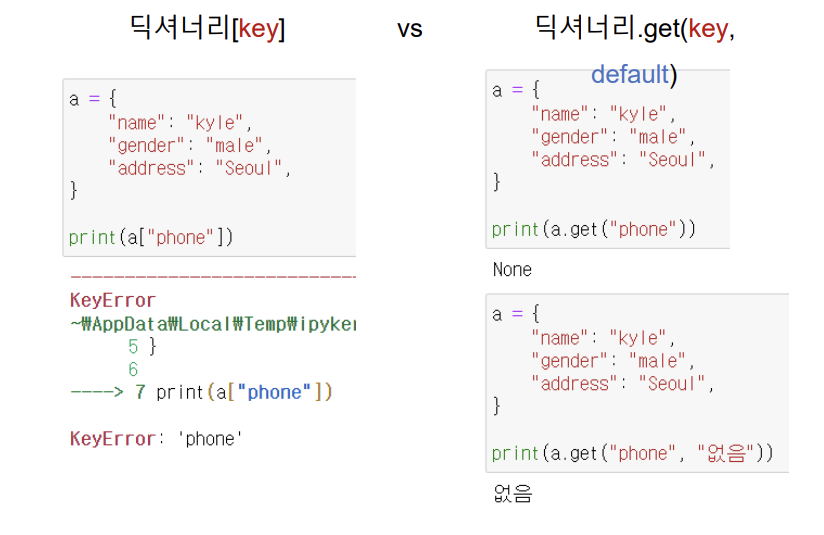 딕셔너리[key]
vs
딕셔너리.get(key,
default)
a = {
    "name": "kyle",
    "gender": "male",
    "address": "Seoul",
}
print(a["phone"])
-----------------------------
KeyError
~₩AppData₩Local₩Temp₩ipyker
      5 }
      6
----> 7 print(a["phone"])
KeyError: 'phone'
a = {
    "name": "kyle",
    "gender": "male",
    "address": "Seoul",
}
print(a.get("phone"))
None
a = {
    "name": "kyle",
    "gender": "male",
    "address": "Seoul",
}
print(a.get("phone", "없음"))
없음